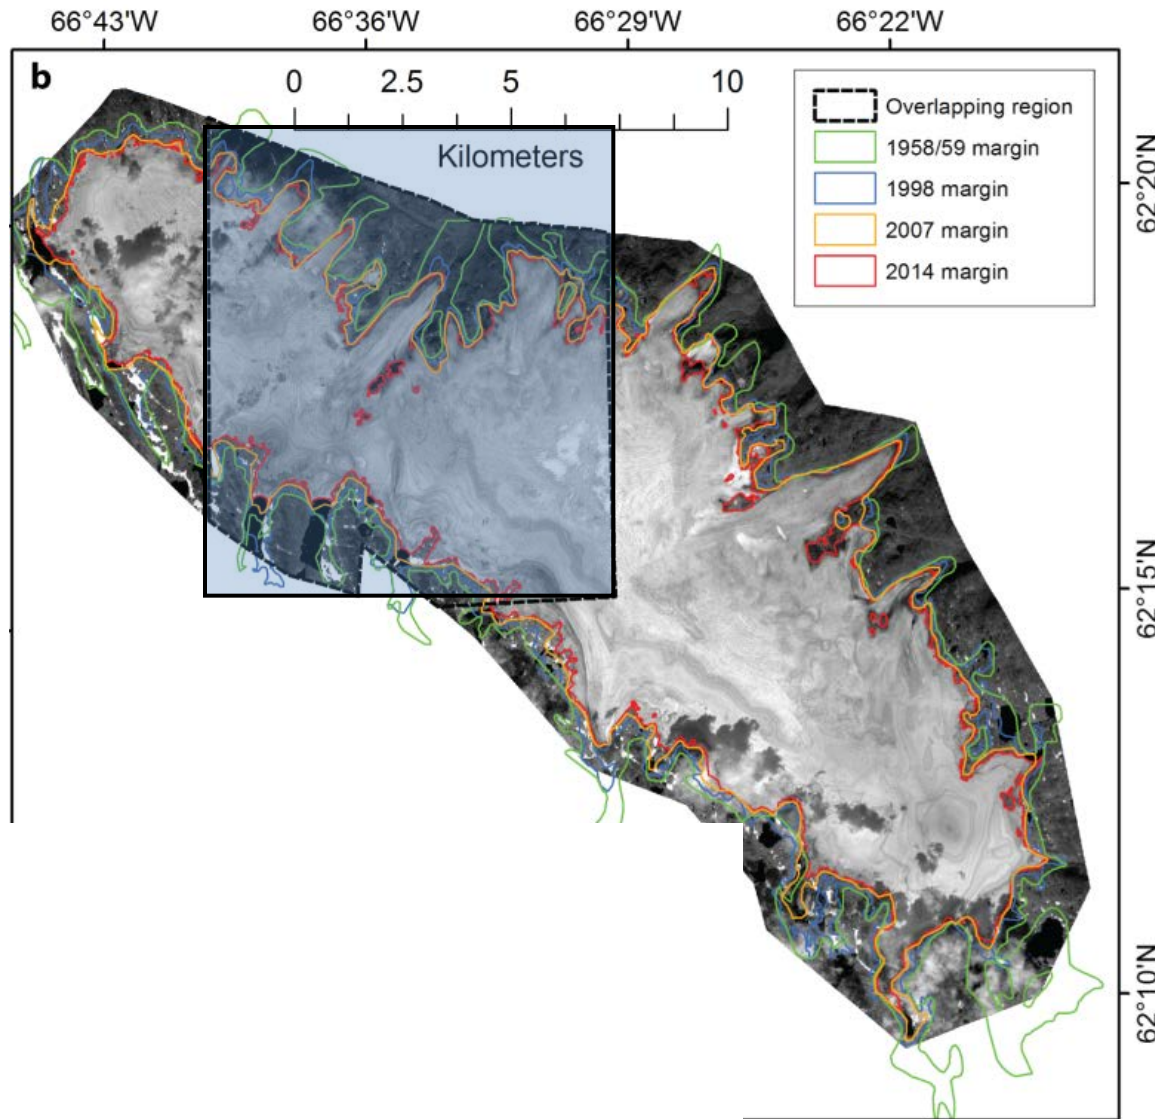 66°43'W 66°36'W 66°29'W 66°22'W
b
0 2.5 5 10
Kilometers
Overlapping region
1958/59 margin
1998 margin
2007 margin
2014 margin
62°20'N
62°15'N
62°10'N